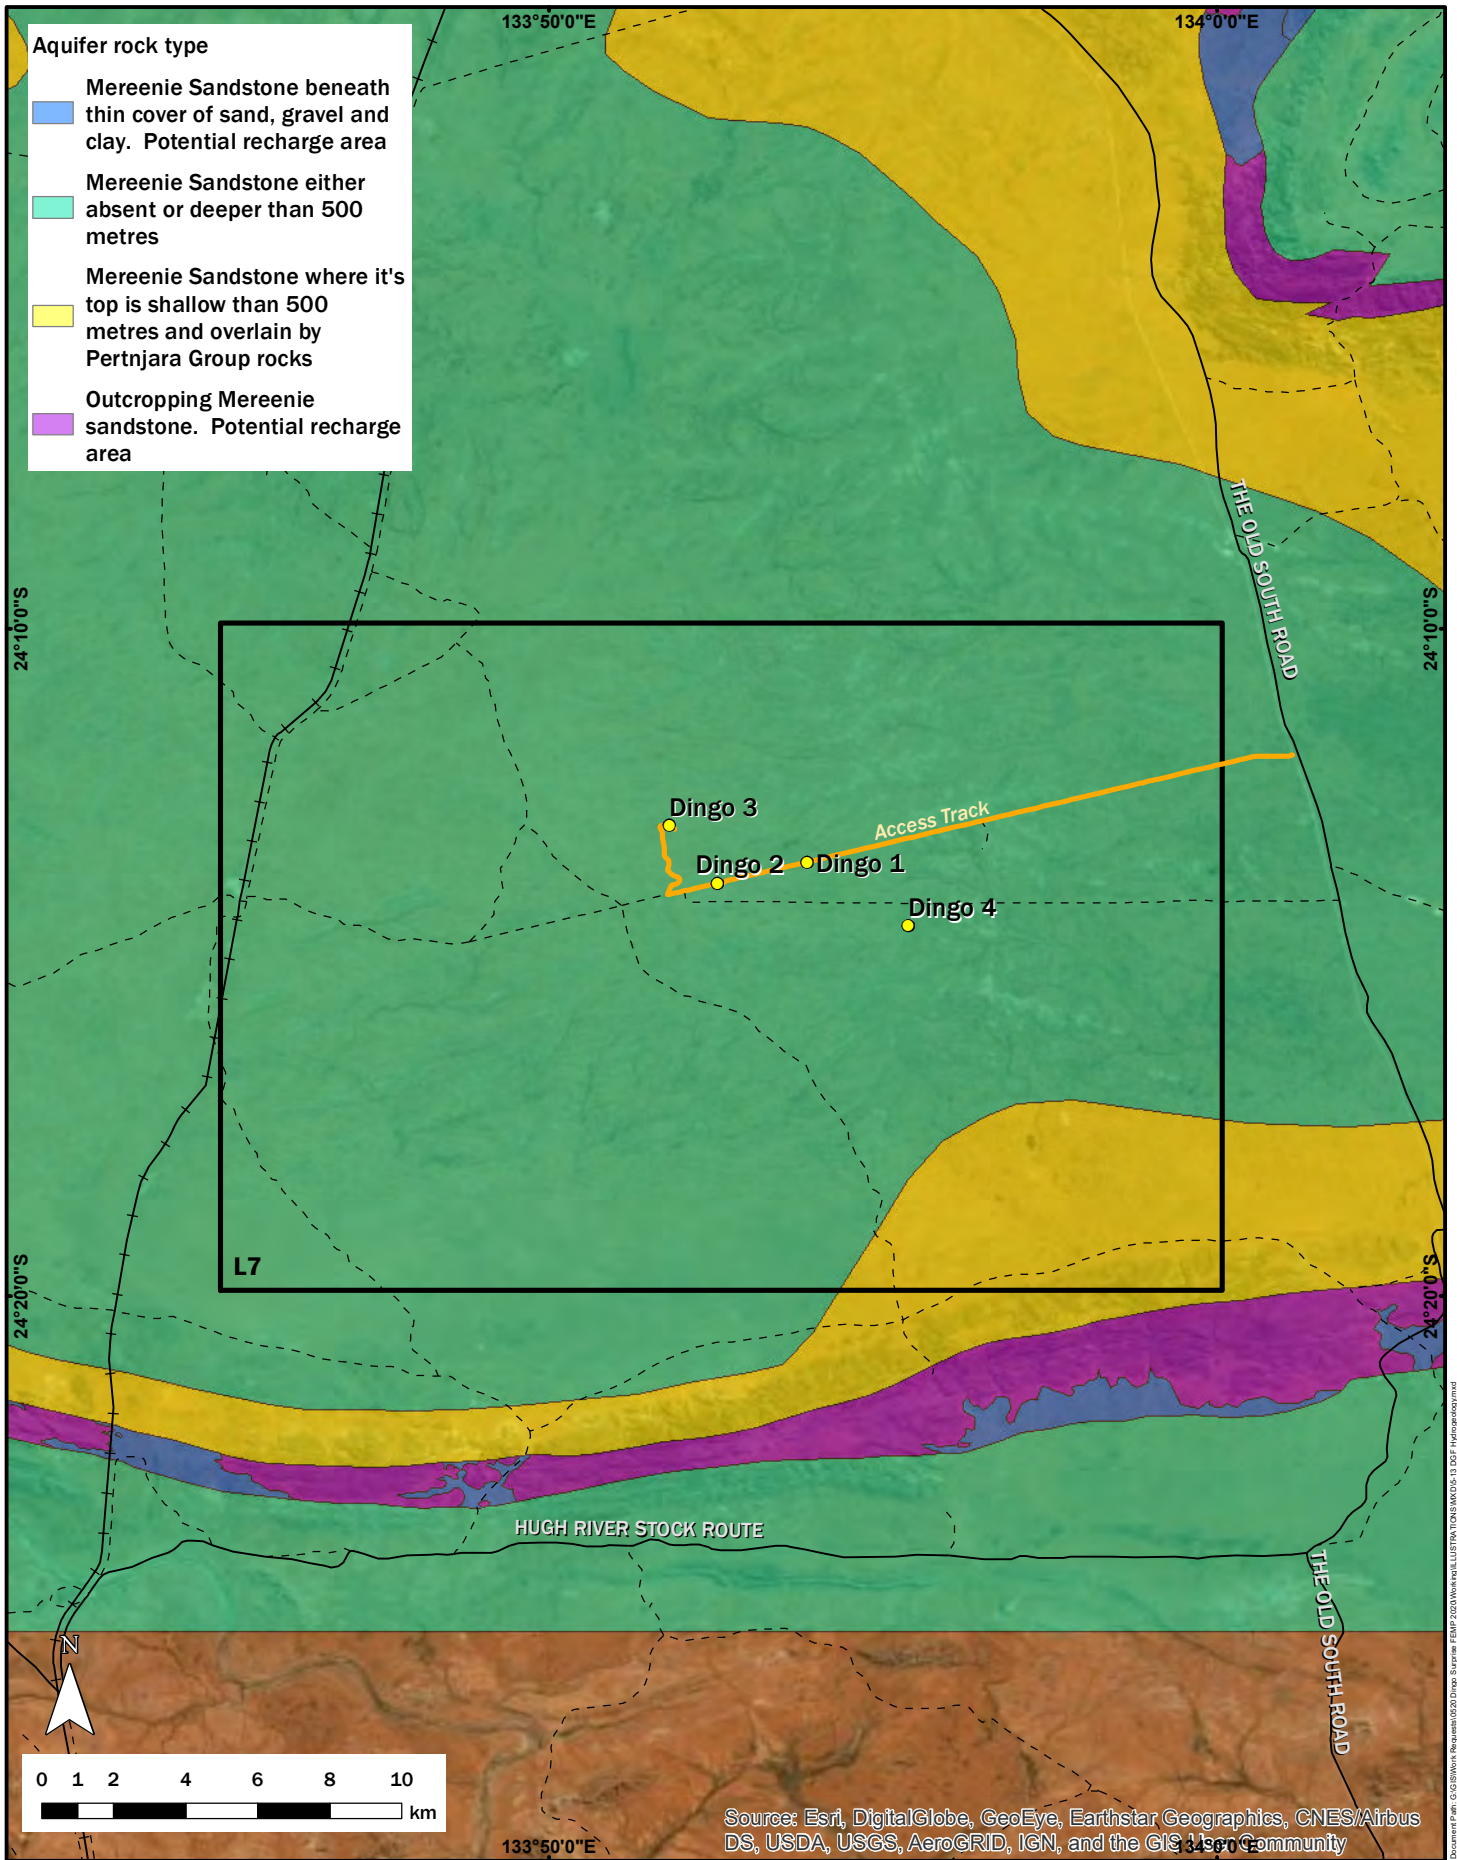 133°50'0"E
134°0'0"E
Aquifer rock type
Mereenie Sandstone beneath
thin cover of sand, gravel and
clay.  Potential recharge area
Mereenie Sandstone either
absent or deeper than 500
metres
Mereenie Sandstone where it's
top is shallow than 500
metres and overlain by
Pertnjara Group rocks
Outcropping Mereenie
sandstone.  Potential recharge
area
THE OLD SOUTH ROAD
24°10'0"S
24°10'0"S
Dingo 3
Access Track
Dingo 2
Dingo 1
Dingo 4
L7
24°20'0"S
24°20'0"S
HUGH RIVER STOCK ROUTE
THE OLD SOUTH ROAD
N
0 1 2 4 6 8 10
km
Source: Esri, DigitalGlobe, GeoEye, Earthstar Geographics, CNES/Airbus
DS, USDA, USGS, AeroGRID, IGN, and the GIS User Community
133°50'0"E
134°0'0"E